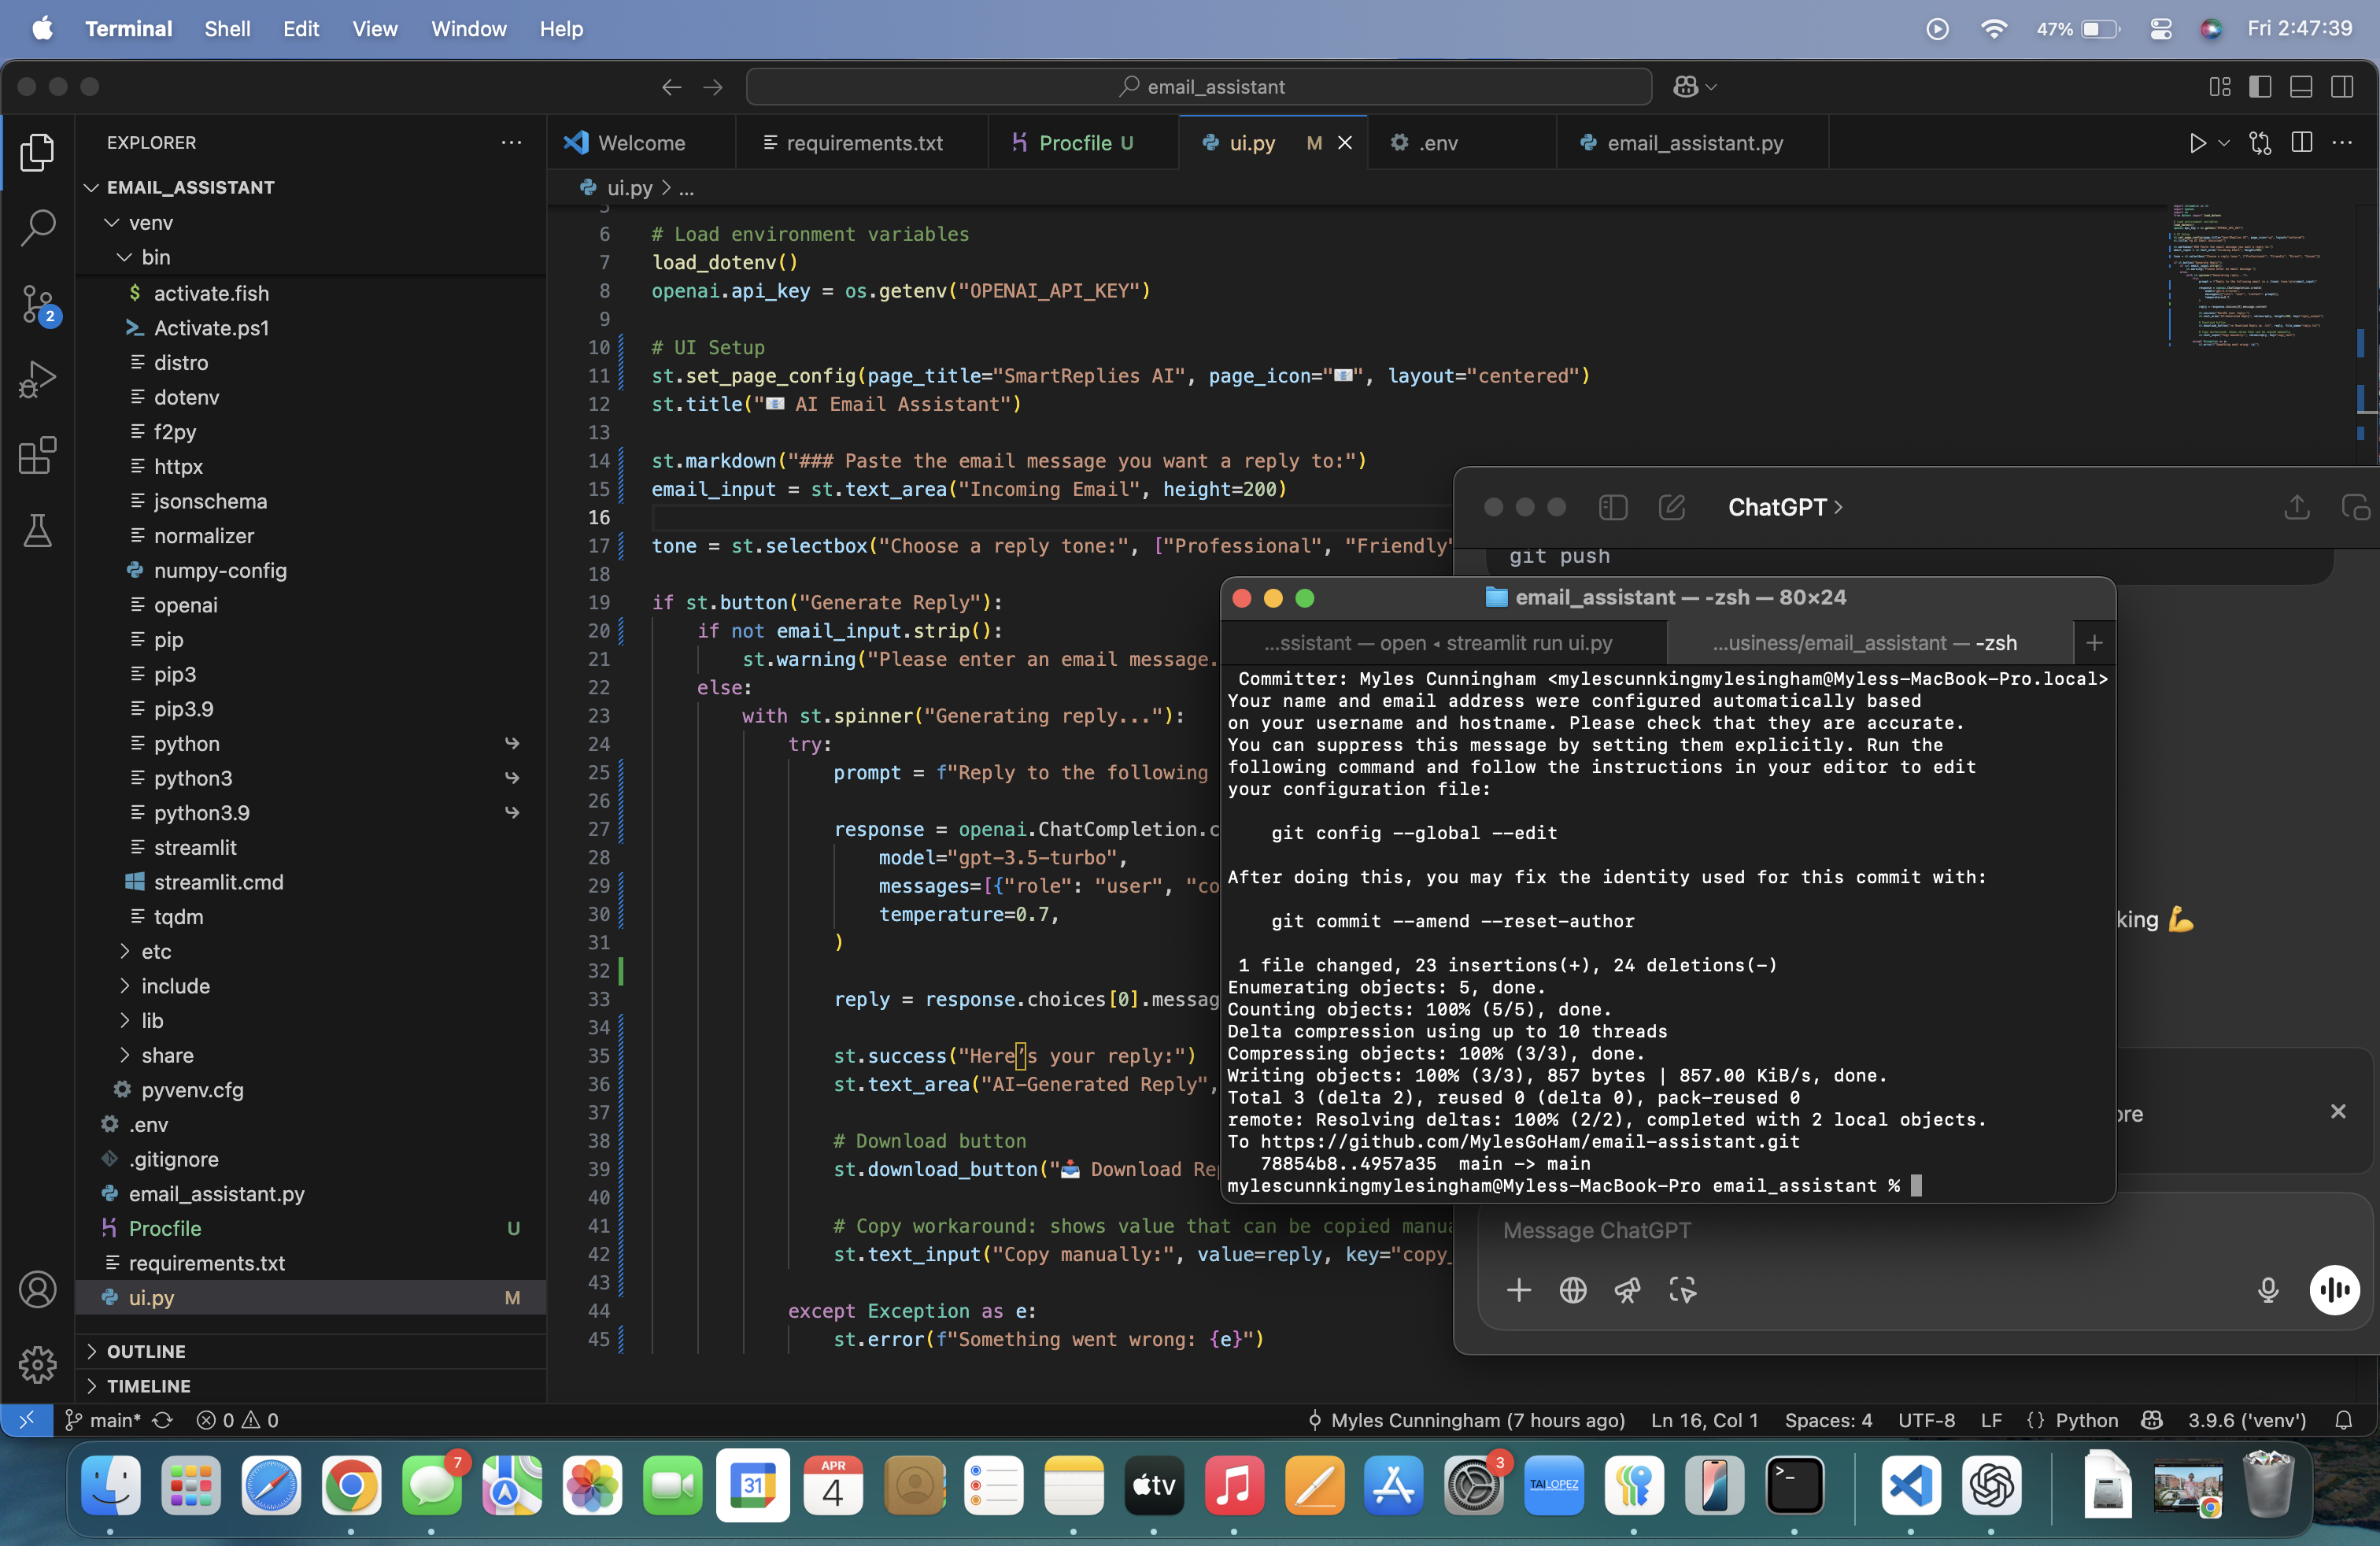 Terminal Shell Edit View Window Help
47% Fri 2:47:39
email_assistant
EXPLORER
Welcome
requirements.txt
Procfile U
ui.py M
.env
email_assistant.py
ui.py > ...
EMAIL_ASSISTANT
venv
bin
activate.fish
Activate.ps1
distro
dotenv
f2py
httpx
jsonschema
normalizer
numpy-config
openai
pip
pip3
pip3.9
python
python3
python3.9
streamlit
streamlit.cmd
tqdm
etc
include
lib
share
pyvenv.cfg
.env
.gitignore
email_assistant.py
Procfile U
requirements.txt
ui.py M
OUTLINE
TIMELINE
2
5
6 # Load environment variables
7 load_dotenv()
8 openai.api_key = os.getenv("OPENAI_API_KEY")
9
10 # UI Setup
11 st.set_page_config(page_title="SmartReplies AI", page_icon="📧", layout="centered")
12 st.title("📧 AI Email Assistant")
13
14 st.markdown("### Paste the email message you want a reply to:")
15 email_input = st.text_area("Incoming Email", height=200)
16
17 tone = st.selectbox("Choose a reply tone:", ["Professional", "Friendly"
18
19 if st.button("Generate Reply"):
20 if not email_input.strip():
21 st.warning("Please enter an email message.
22 else:
23 with st.spinner("Generating reply..."):
24 try:
25 prompt = f"Reply to the following
26
27 response = openai.ChatCompletion.c
28 model="gpt-3.5-turbo",
29 messages=[{"role": "user", "co
30 temperature=0.7,
31 )
32
33 reply = response.choices[0].messag
34
35 st.success("Here’s your reply:")
36 st.text_area("AI-Generated Reply",
37
38 # Download button
39 st.download_button("📥 Download Re
40
41 # Copy workaround: shows value that can be copied manua
42 st.text_input("Copy manually:", value=reply, key="copy_
43
44 except Exception as e:
45 st.error(f"Something went wrong: {e}")
ChatGPT >
git push
king 💪
ore
Message ChatGPT
email_assistant — -zsh — 80×24
...ssistant — open ◂ streamlit run ui.py
...usiness/email_assistant — -zsh
Committer: Myles Cunningham <mylescunnkingmylesingham@Myless-MacBook-Pro.local>
Your name and email address were configured automatically based
on your username and hostname. Please check that they are accurate.
You can suppress this message by setting them explicitly. Run the
following command and follow the instructions in your editor to edit
your configuration file:
git config --global --edit
After doing this, you may fix the identity used for this commit with:
git commit --amend --reset-author
1 file changed, 23 insertions(+), 24 deletions(-)
Enumerating objects: 5, done.
Counting objects: 100% (5/5), done.
Delta compression using up to 10 threads
Compressing objects: 100% (3/3), done.
Writing objects: 100% (3/3), 857 bytes | 857.00 KiB/s, done.
Total 3 (delta 2), reused 0 (delta 0), pack-reused 0
remote: Resolving deltas: 100% (2/2), completed with 2 local objects.
To https://github.com/MylesGoHam/email-assistant.git
78854b8..4957a35 main -> main
mylescunnkingmylesingham@Myless-MacBook-Pro email_assistant %
main* 0 0
Myles Cunningham (7 hours ago) Ln 16, Col 1 Spaces: 4 UTF-8 LF {} Python 3.9.6 ('venv')
7
31
APR
4
tv
3
TAI LOPEZ
>_